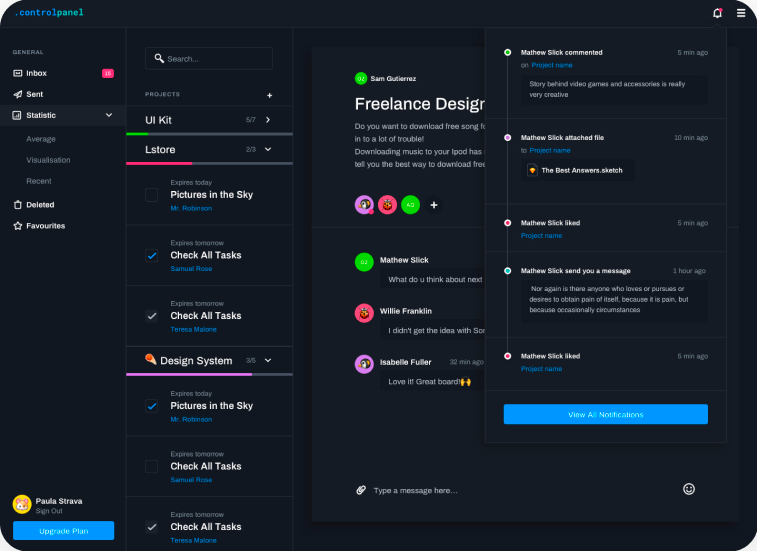 .controlpanel
GENERAL
Inbox
Sent
Statistic
Average
Visualisation
Recent
Deleted
Favourites
Paula Strava
Sign Out
Upgrade Plan
Search...
PROJECTS +
UI Kit 5/7
Lstore 2/3
Expires today
Pictures in the Sky
Mr. Robinson
Expires tomorrow
Check All Tasks
Samuel Rose
Expires tomorrow
Check All Tasks
Teresa Malone
Design System 3/5
Expires today
Pictures in the Sky
Mr. Robinson
Expires tomorrow
Check All Tasks
Samuel Rose
Expires tomorrow
Check All Tasks
Teresa Malone
Sam Gutierrez
Freelance Design
Do you want to download free song fo
in to a lot of trouble!
Downloading music to your Ipod has
tell you the best way to download free
Mathew Slick
What do u think about next
Willie Franklin
I didn't get the idea with Son
Isabelle Fuller 32 min ago
Love it! Great board!🙌
Type a message here...
Mathew Slick commented 5 min ago
on Project name
Story behind video games and accessories is really
very creative
Mathew Slick attached file 10 min ago
to Project name
The Best Answers.sketch
Mathew Slick liked 5 min ago
Project name
Mathew Slick send you a message 1 hour ago
Nor again is there anyone who loves or pursues or
desires to obtain pain of itself, because it is pain, but
because occasionally circumstances
Mathew Slick liked 5 min ago
Project name
View All Notifications